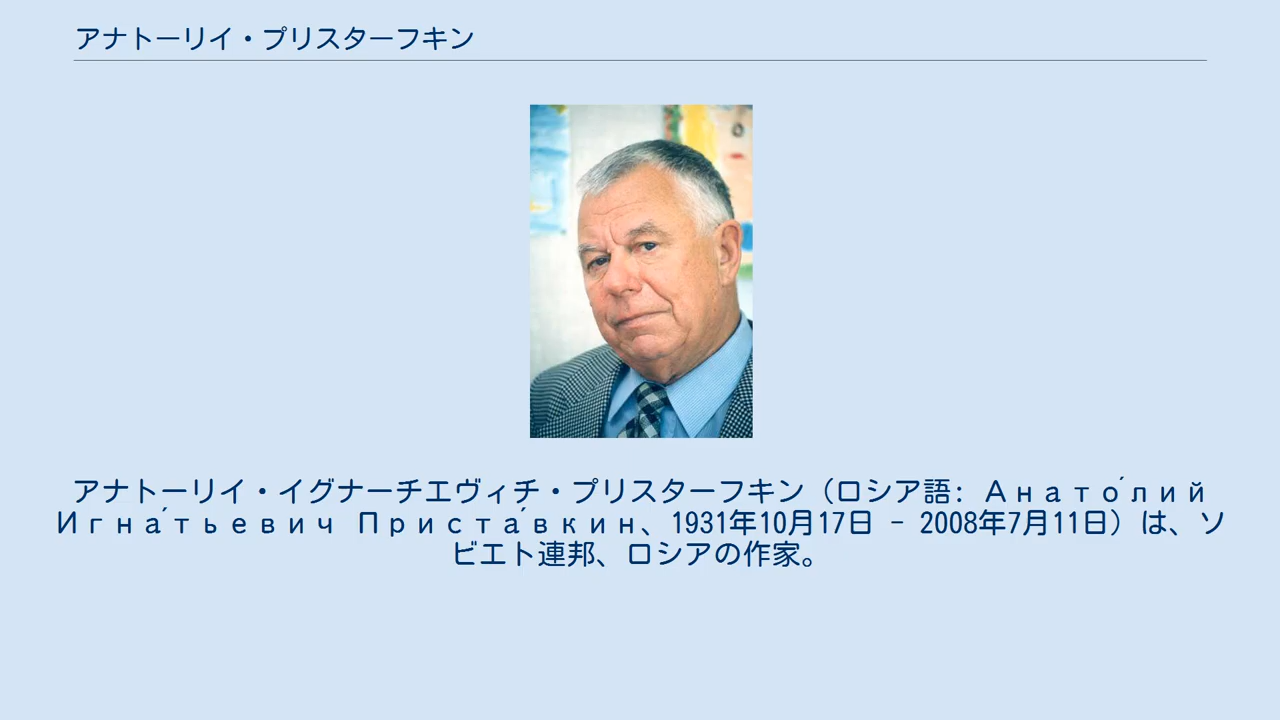 アナトーリイ・プリスターフキン
アナトーリイ・イグナーチエヴィチ・プリスターフキン（ロシア語: Анато́лий
Игна́тьевич Приста́вкин、1931年10月17日 - 2008年7月11日）は、ソ
ビエト連邦、ロシアの作家。